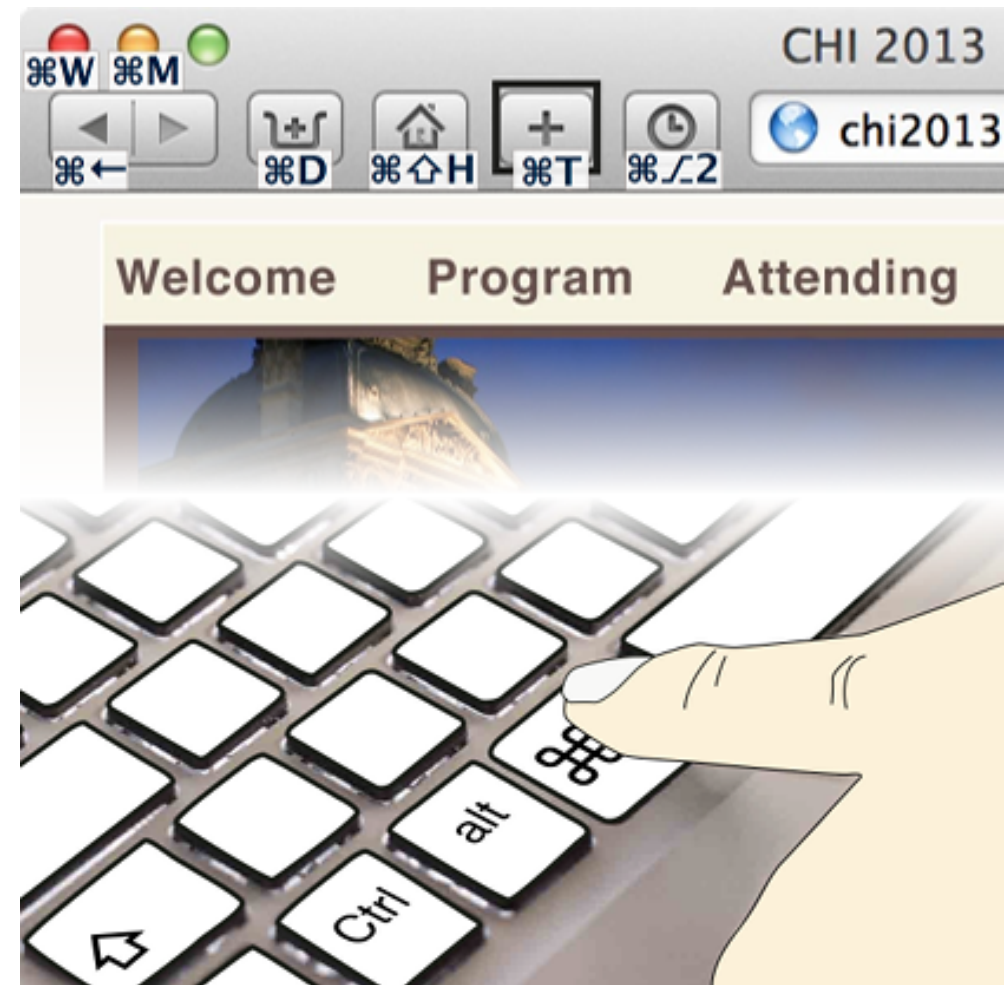 CHI 2013
⌘W ⌘M
chi2013
⌘← ⌘D ⌘⇧H ⌘T ⌘⌥2
Welcome Program Attending
⌘
alt
Ctrl
⇧